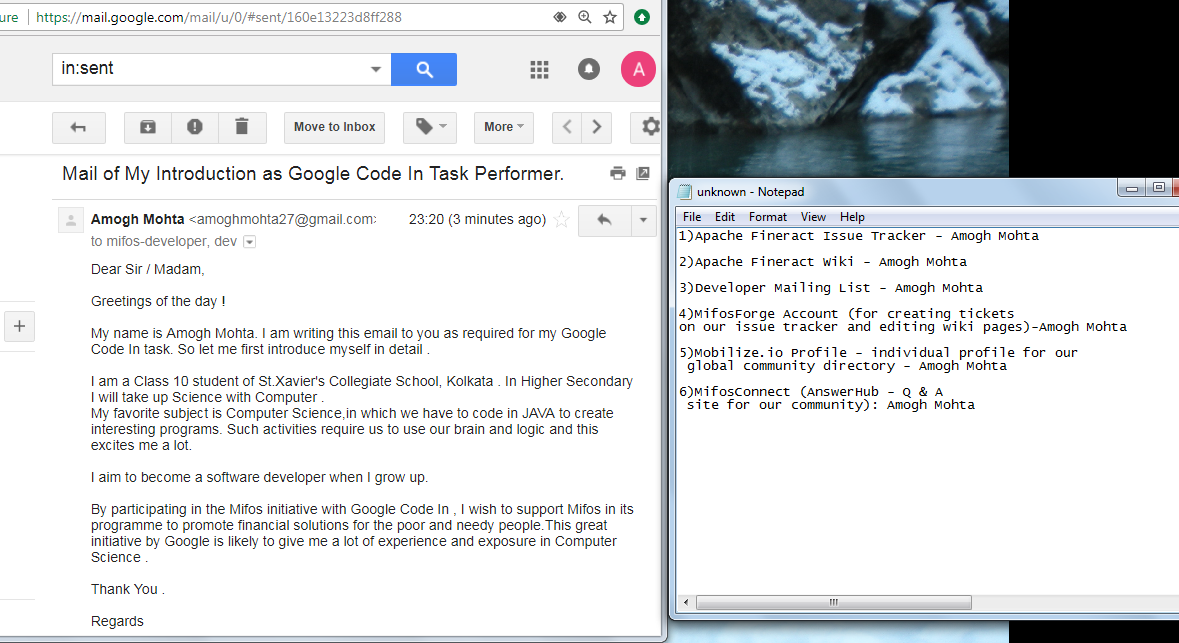 ure https://mail.google.com/mail/u/0/#sent/160e13223d8ff288
in:sent
A
Move to Inbox
More
Mail of My Introduction as Google Code In Task Performer.
Amogh Mohta <amoghmohta27@gmail.com> 23:20 (3 minutes ago)
to mifos-developer, dev
Dear Sir / Madam,
Greetings of the day !
My name is Amogh Mohta. I am writing this email to you as required for my Google
Code In task. So let me first introduce myself in detail .
I am a Class 10 student of St.Xavier's Collegiate School, Kolkata . In Higher Secondary
I will take up Science with Computer .
My favorite subject is Computer Science,in which we have to code in JAVA to create
interesting programs. Such activities require us to use our brain and logic and this
excites me a lot.
I aim to become a software developer when I grow up.
By participating in the Mifos initiative with Google Code In , I wish to support Mifos in its
programme to promote financial solutions for the poor and needy people.This great
initiative by Google is likely to give me a lot of experience and exposure in Computer
Science .
Thank You .
Regards
unknown - Notepad
File Edit Format View Help
1)Apache Fineract Issue Tracker - Amogh Mohta
2)Apache Fineract Wiki - Amogh Mohta
3)Developer Mailing List - Amogh Mohta
4)MifosForge Account (for creating tickets
on our issue tracker and editing wiki pages)-Amogh Mohta
5)Mobilize.io Profile - individual profile for our
global community directory - Amogh Mohta
6)MifosConnect (AnswerHub - Q & A
site for our community): Amogh Mohta